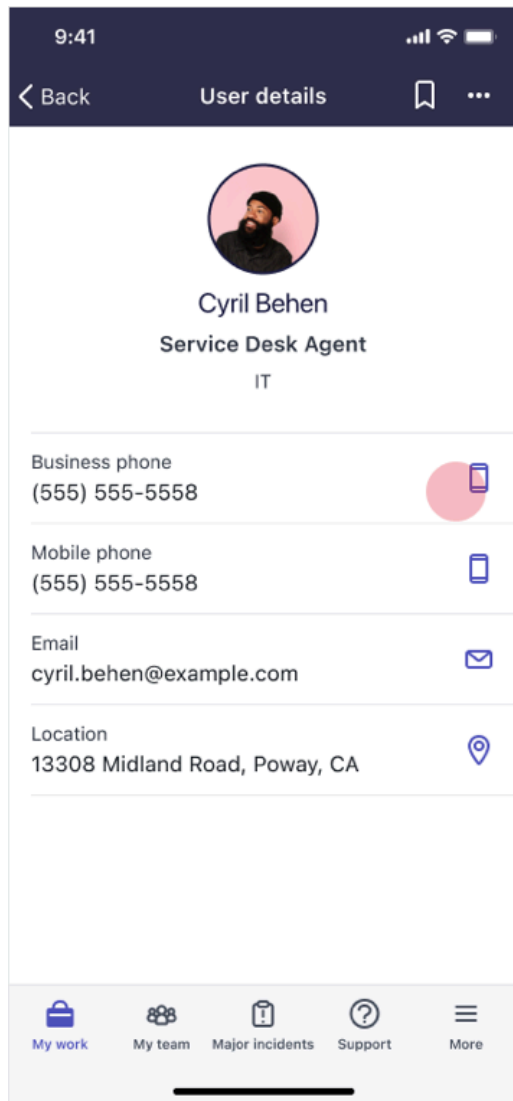 9:41
Back
User details
Cyril Behen
Service Desk Agent
IT
Business phone
(555) 555-5558
Mobile phone
(555) 555-5558
Email
cyril.behen@example.com
Location
13308 Midland Road, Poway, CA
My work
My team
Major incidents
Support
More